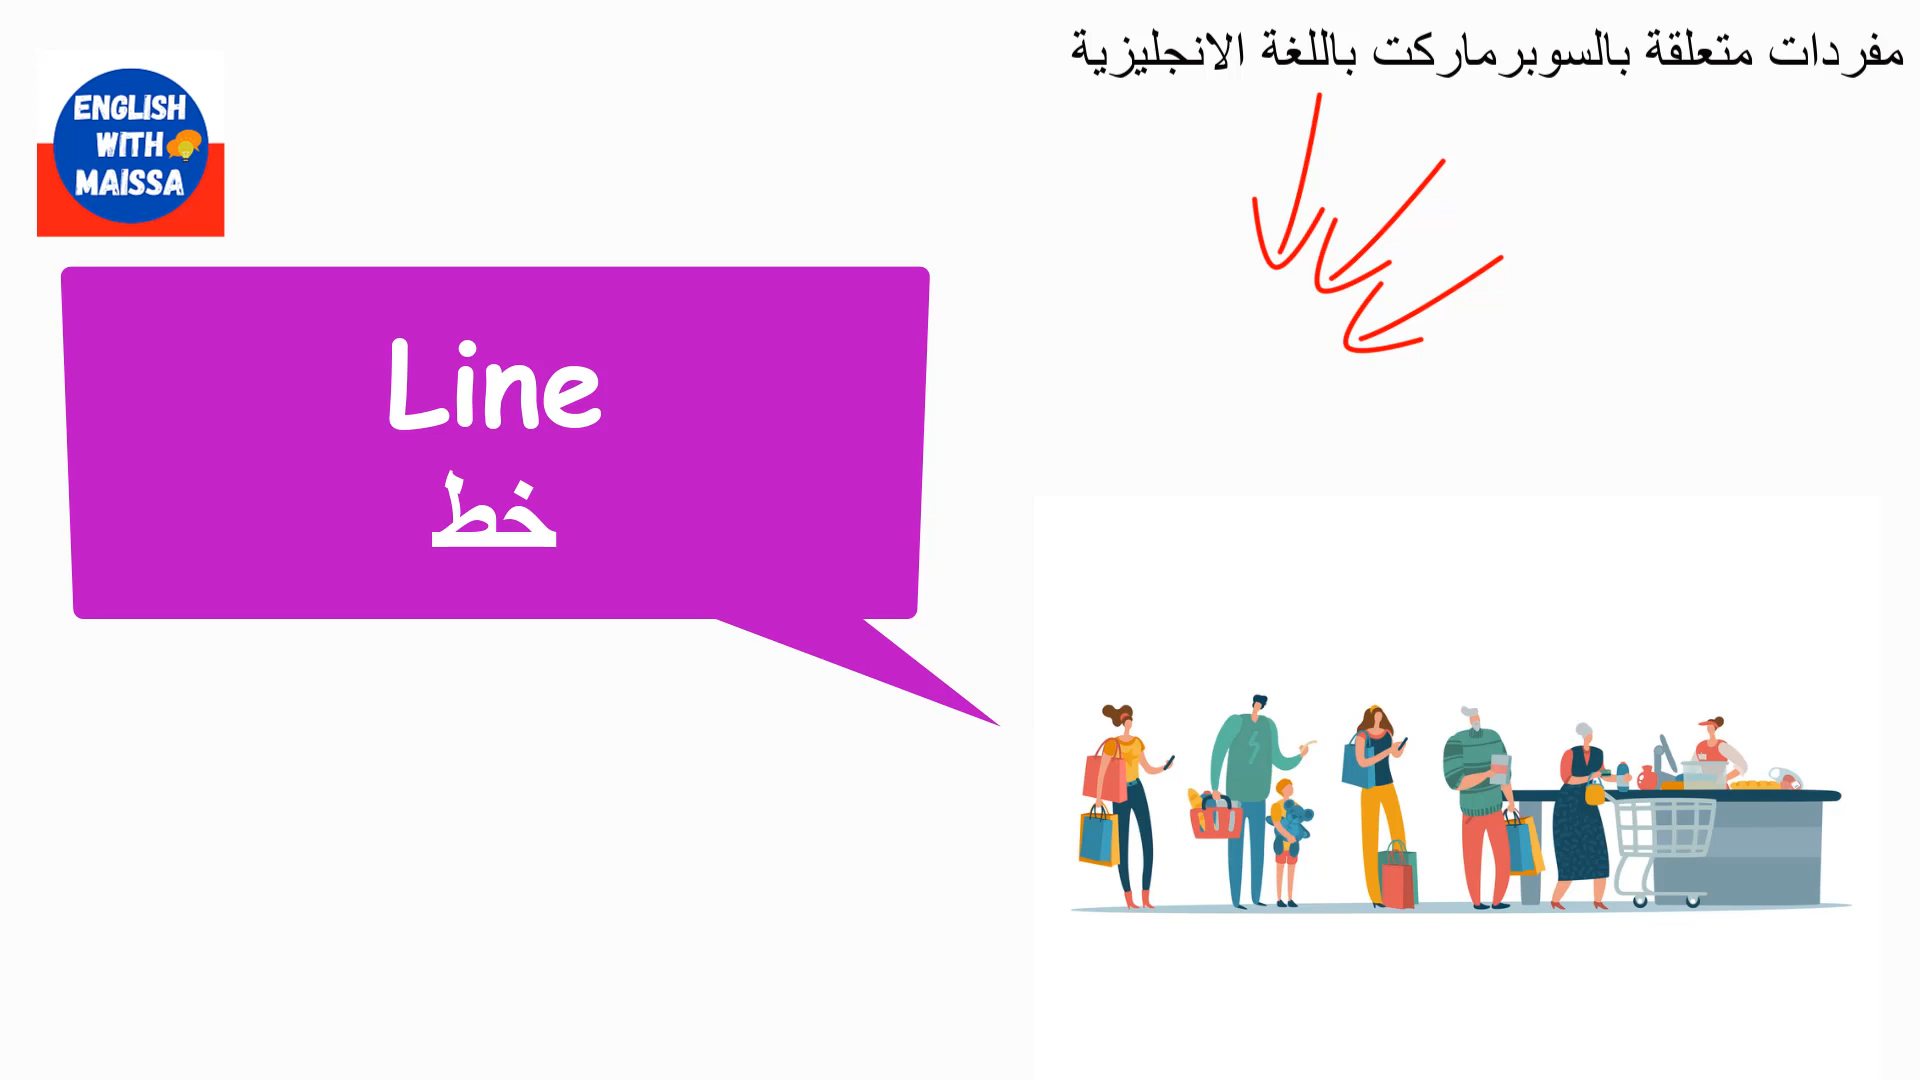 مفردات متعلقة بالسوبرماركت باللغة الانجليزية
ENGLISH
WITH
MAISSA
Line
خط